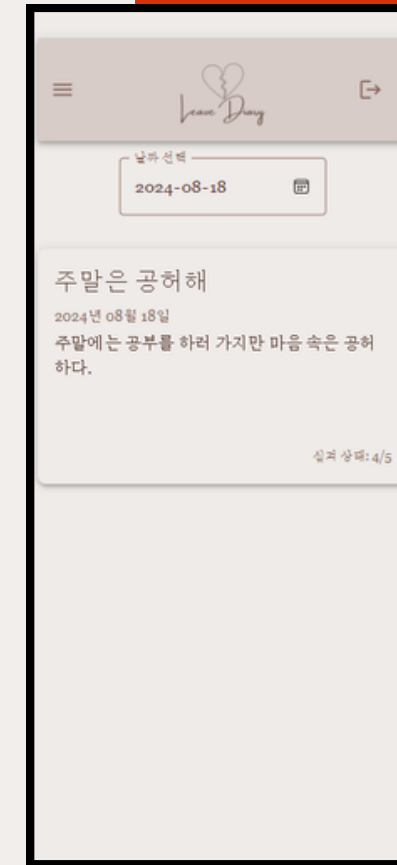 Leave Diary
날짜 선택
2024-08-18
주말은 공허해
2024년 08월 18일
주말에는 공부를 하러 가지만 마음 속은 공허
하다.
심적 상태: 4/5